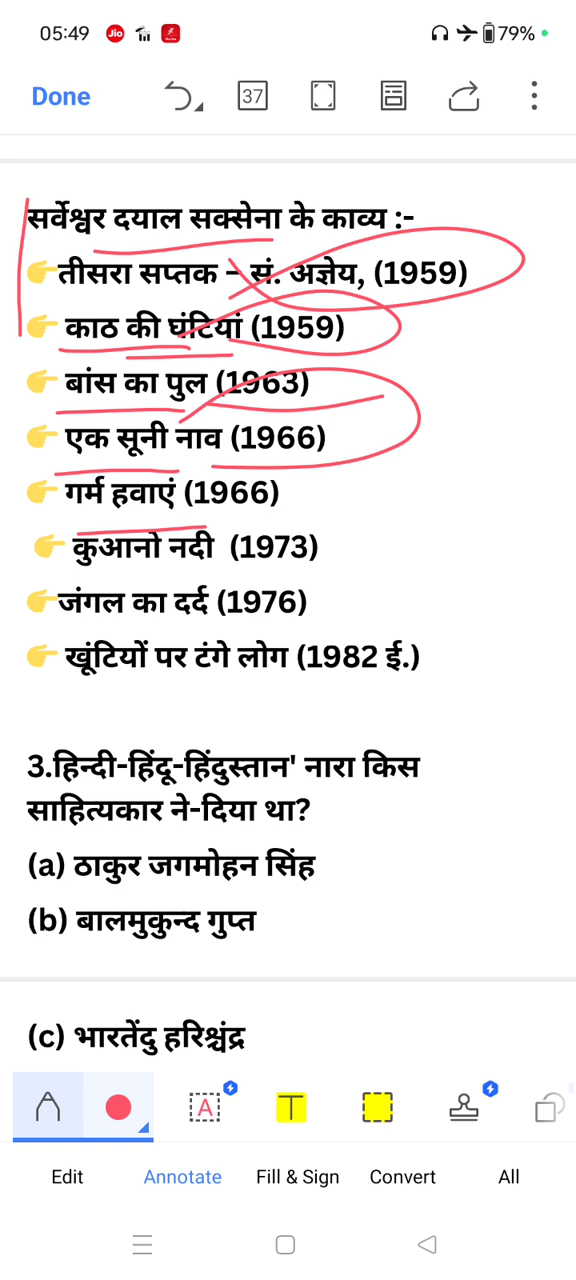 05:49
Jio
79%
Done
37
सर्वेश्वर दयाल सक्सेना के काव्य :-
👉तीसरा सप्तक – सं. अज्ञेय, (1959)
👉 काठ की घंटियां (1959)
👉 बांस का पुल (1963)
👉 एक सूनी नाव (1966)
👉 गर्म हवाएं (1966)
👉 कुआनो नदी (1973)
👉जंगल का दर्द (1976)
👉 खूंटियों पर टंगे लोग (1982 ई.)
3.हिन्दी-हिंदू-हिंदुस्तान' नारा किस
साहित्यकार ने-दिया था?
(a) ठाकुर जगमोहन सिंह
(b) बालमुकुन्द गुप्त
(c) भारतेंदु हरिश्चंद्र
A
T
Edit Annotate Fill & Sign Convert All